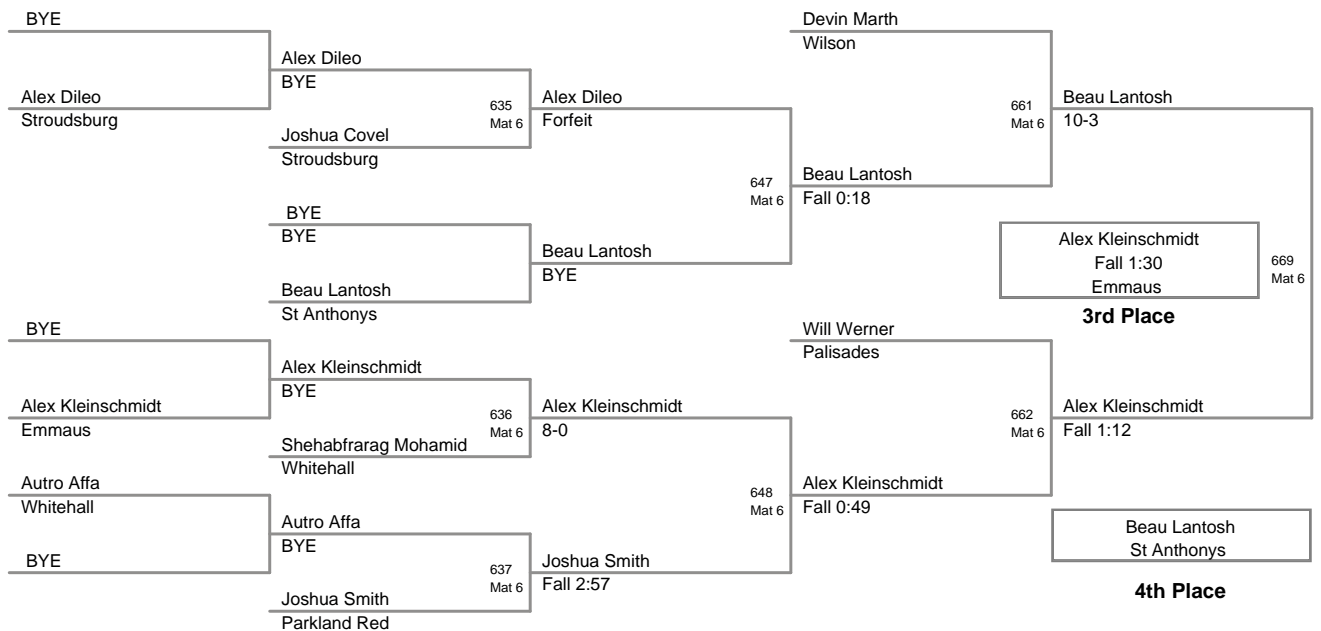 BYE
Alex Dileo
Stroudsburg
BYE
Alex Kleinschmidt
Emmaus
Autro Affa
Whitehall
BYE
Alex Dileo
BYE
Joshua Covel
Stroudsburg
BYE
BYE
Beau Lantosh
St Anthonys
Alex Kleinschmidt
BYE
Shehabfrarag Mohamid
Whitehall
Autro Affa
BYE
Joshua Smith
Parkland Red
635
Mat 6
636
Mat 6
637
Mat 6
Alex Dileo
Forfeit
Beau Lantosh
BYE
Alex Kleinschmidt
8-0
Joshua Smith
Fall 2:57
647
Mat 6
648
Mat 6
Devin Marth
Wilson
Beau Lantosh
Fall 0:18
Will Werner
Palisades
Alex Kleinschmidt
Fall 0:49
661
Mat 6
662
Mat 6
Beau Lantosh
10-3
Alex Kleinschmidt
Fall 1:12
669
Mat 6
Alex Kleinschmidt
Fall 1:30
Emmaus
3rd Place
Beau Lantosh
St Anthonys
4th Place